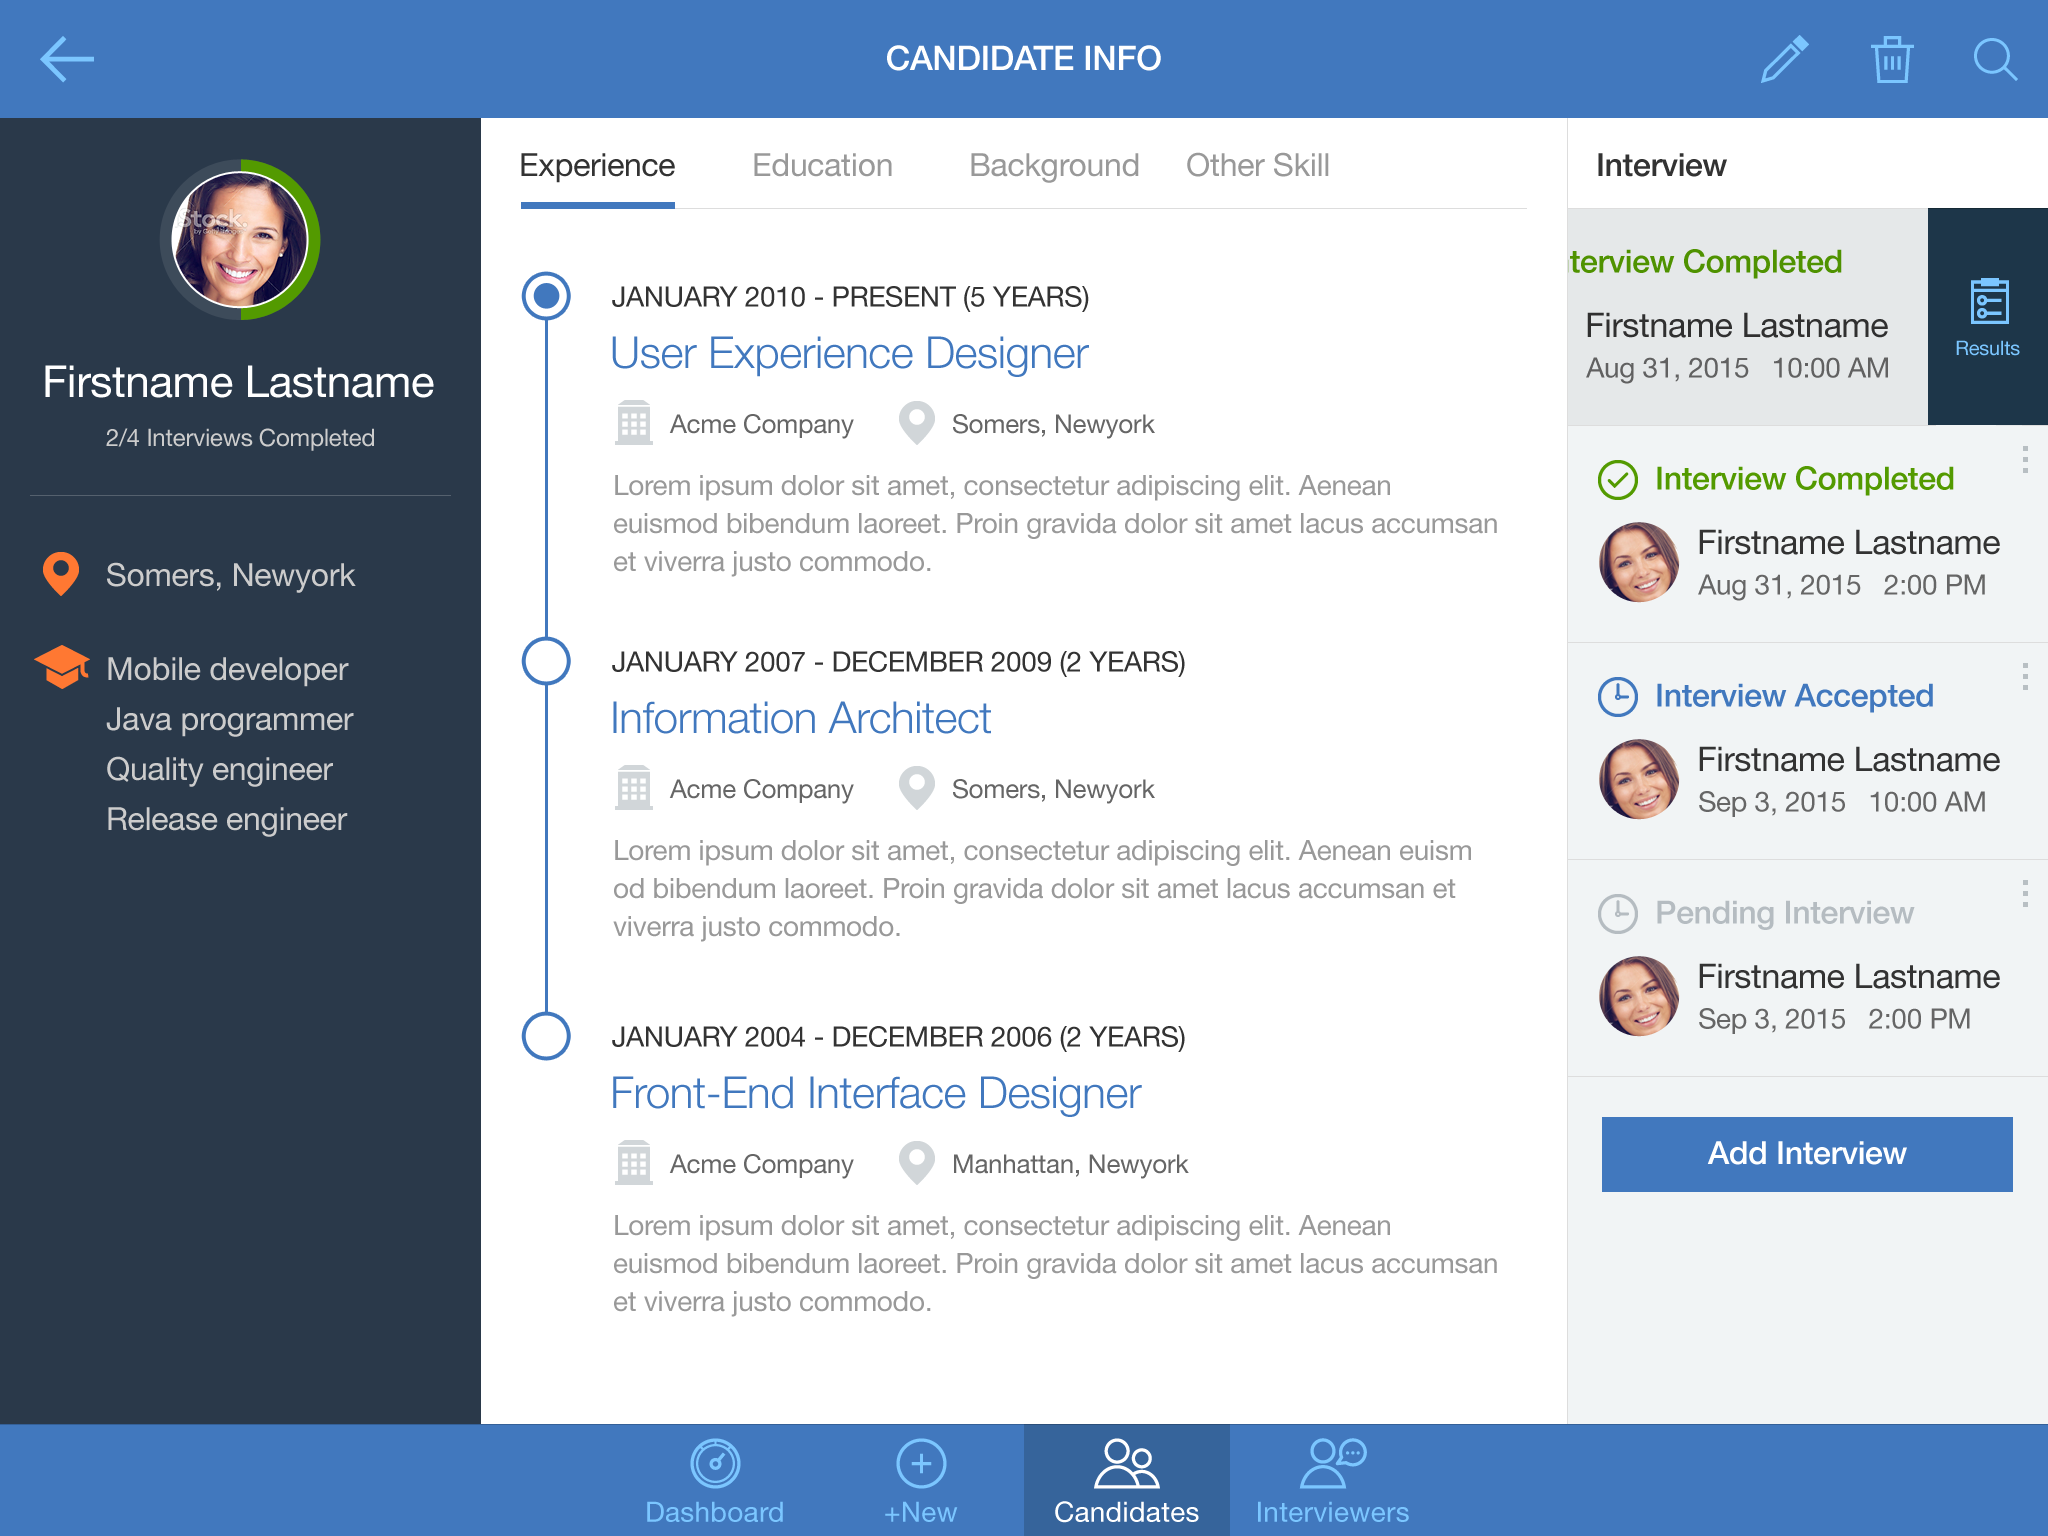 CANDIDATE INFO
Firstname Lastname
2/4 Interviews Completed
Somers, Newyork
Mobile developer
Java programmer
Quality engineer
Release engineer
Experience
Education
Background
Other Skill
JANUARY 2010 - PRESENT (5 YEARS)
User Experience Designer
Acme Company
Somers, Newyork
Lorem ipsum dolor sit amet, consectetur adipiscing elit. Aenean
euismod bibendum laoreet. Proin gravida dolor sit amet lacus accumsan
et viverra justo commodo.
JANUARY 2007 - DECEMBER 2009 (2 YEARS)
Information Architect
Acme Company
Somers, Newyork
Lorem ipsum dolor sit amet, consectetur adipiscing elit. Aenean euism
od bibendum laoreet. Proin gravida dolor sit amet lacus accumsan et
viverra justo commodo.
JANUARY 2004 - DECEMBER 2006 (2 YEARS)
Front-End Interface Designer
Acme Company
Manhattan, Newyork
Lorem ipsum dolor sit amet, consectetur adipiscing elit. Aenean
euismod bibendum laoreet. Proin gravida dolor sit amet lacus accumsan
et viverra justo commodo.
Interview
terview Completed
Firstname Lastname
Aug 31, 2015 10:00 AM
Results
Interview Completed
Firstname Lastname
Aug 31, 2015 2:00 PM
Interview Accepted
Firstname Lastname
Sep 3, 2015 10:00 AM
Pending Interview
Firstname Lastname
Sep 3, 2015 2:00 PM
Add Interview
Dashboard
+New
Candidates
Interviewers